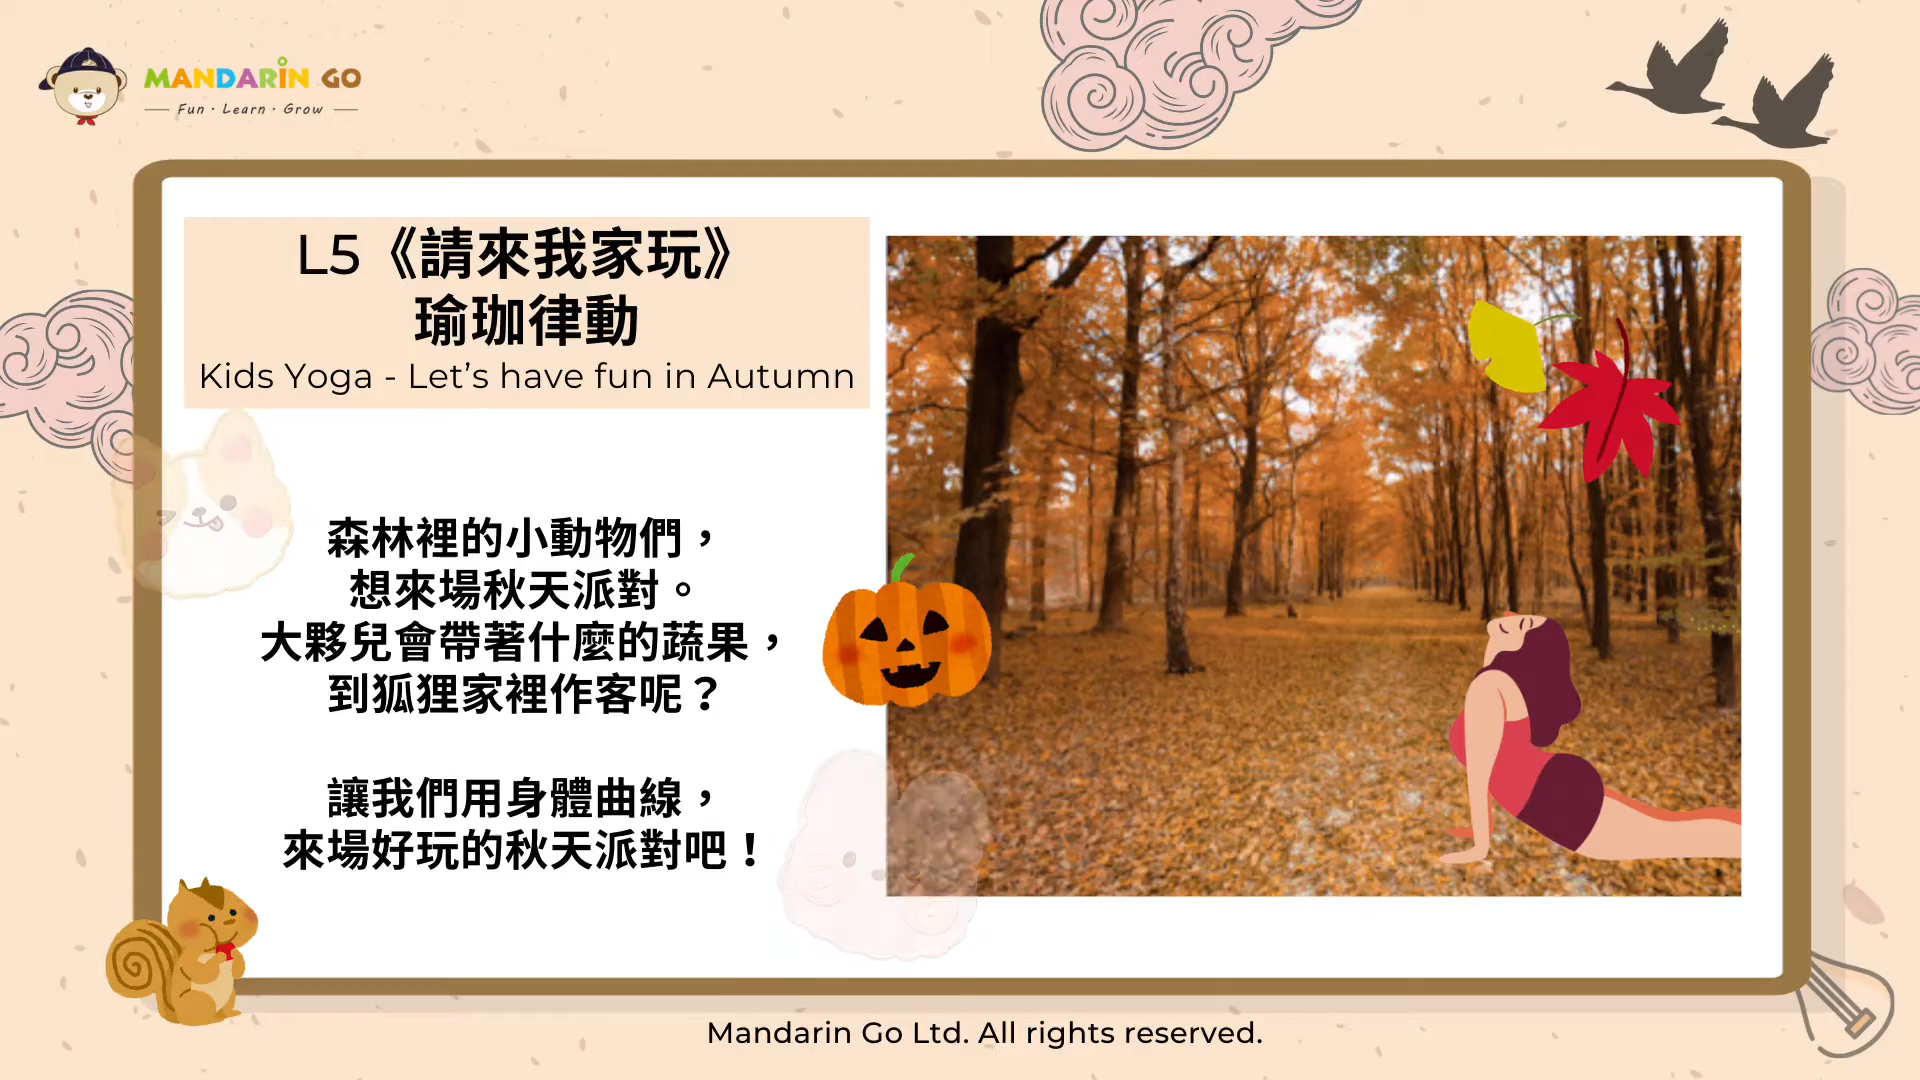 MANDARIN GO
Fun · Learn · Grow
L5《請來我家玩》
瑜珈律動
Kids Yoga - Let’s have fun in Autumn
森林裡的小動物們，
想來場秋天派對。
大夥兒會帶著什麼的蔬果，
到狐狸家裡作客呢？
讓我們用身體曲線，
來場好玩的秋天派對吧！
Mandarin Go Ltd. All rights reserved.